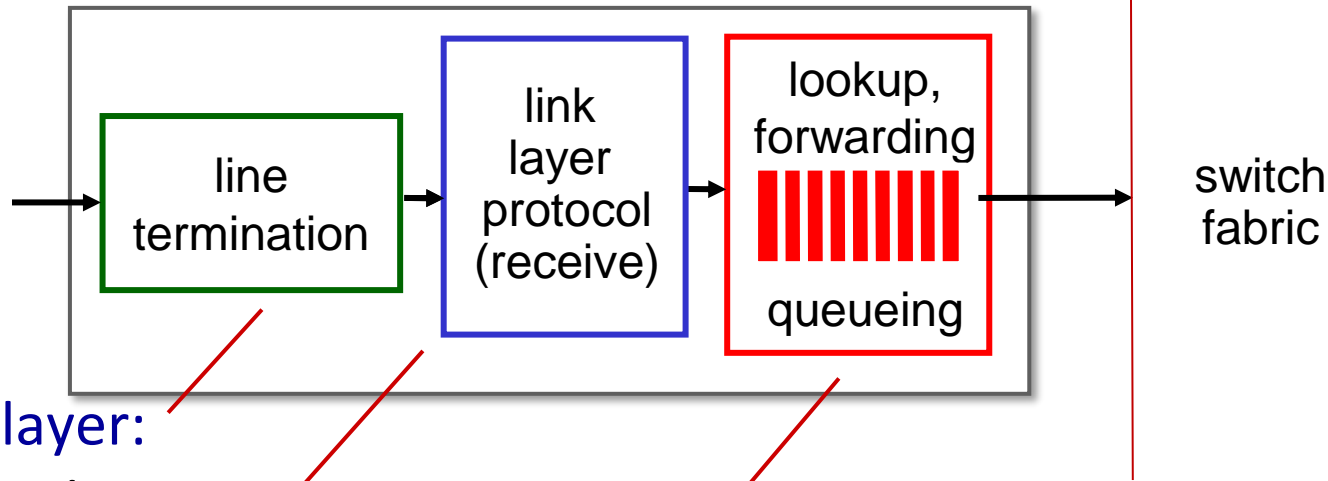 line
termination
link
layer
protocol
(receive)
lookup,
forwarding
queueing
switch
fabric
layer: